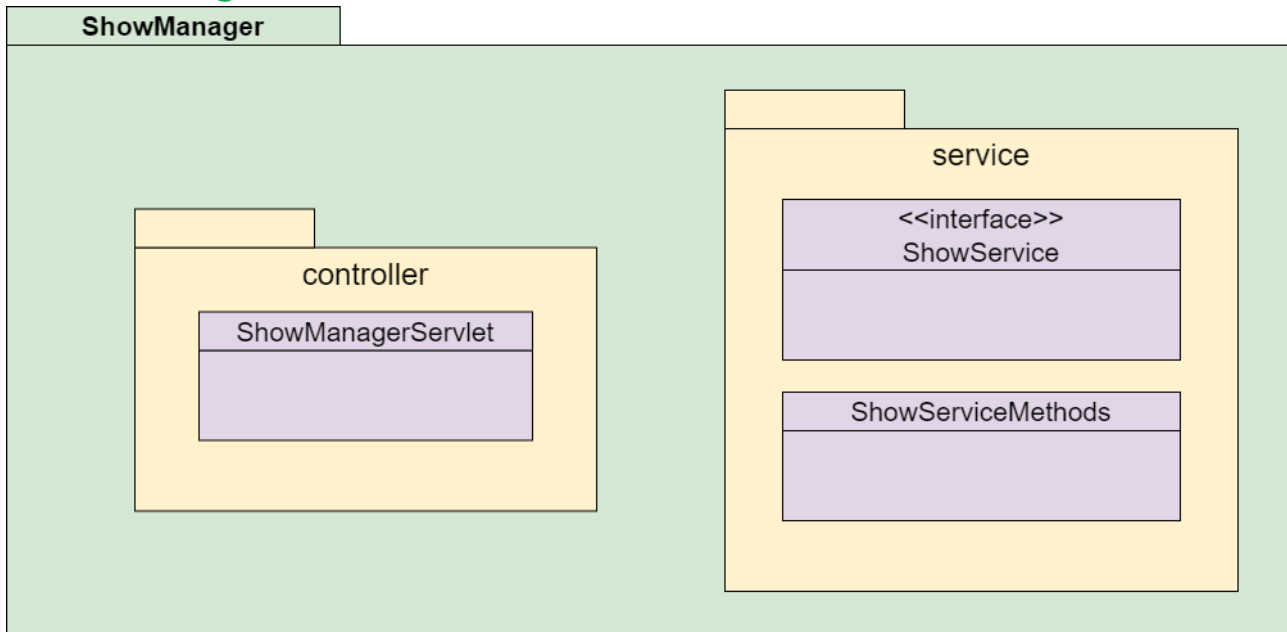 ShowManager
controller
ShowManagerServlet
service
<<interface>>
ShowService
ShowServiceMethods